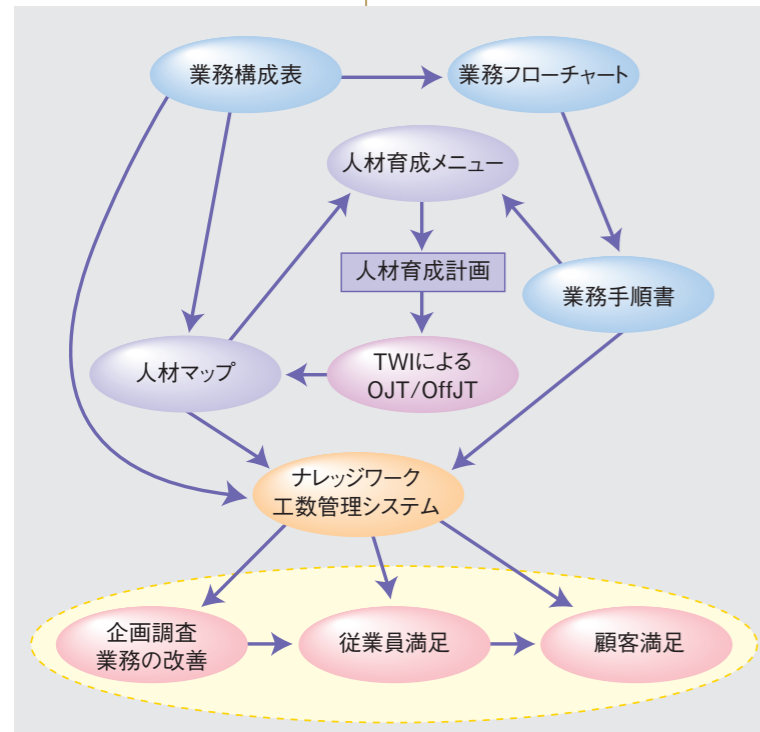 業務構成表
業務フローチャート
人材育成メニュー
人材育成計画
業務手順書
人材マップ
TWIによる
OJT/OffJT
ナレッジワーク
工数管理システム
企画調査
業務の改善
従業員満足
顧客満足